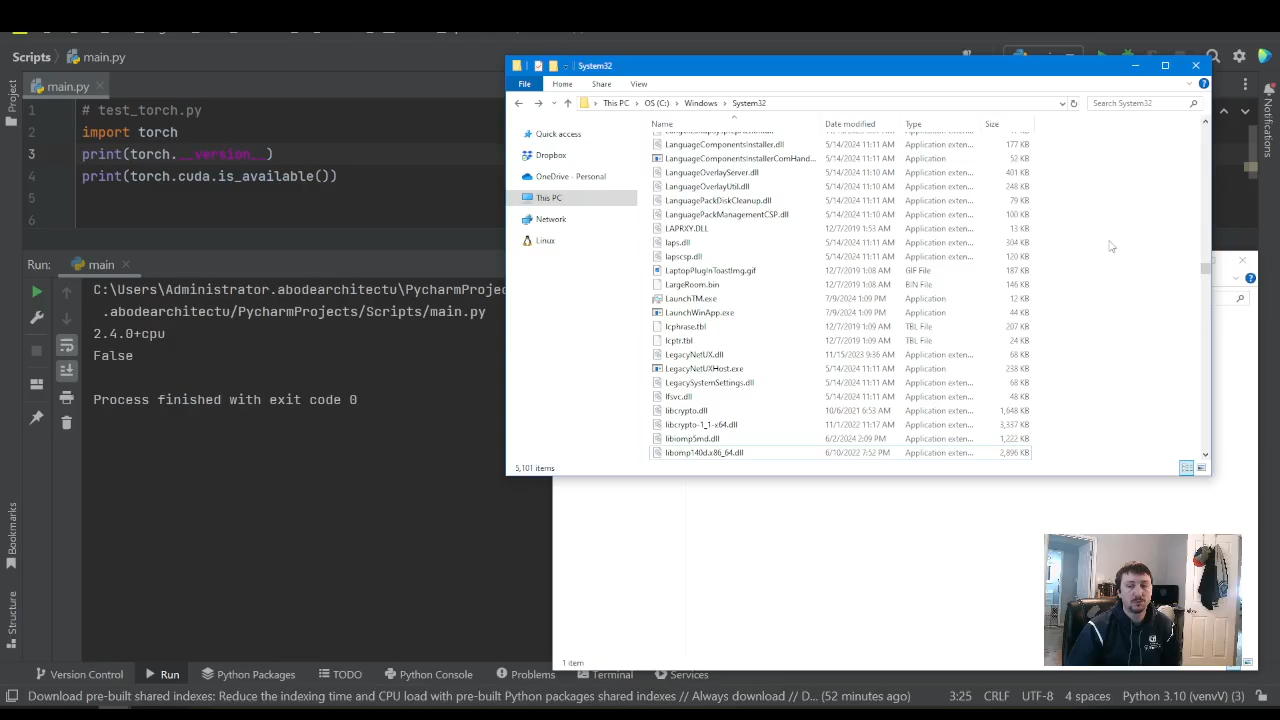 Scripts
main.py
main.py
Project
Notifications
1 # test_torch.py
2 import torch
3 print(torch.__version__)
4 print(torch.cuda.is_available())
5
6
Run:
main
C:\Users\Administrator.abodearchitectu\PycharmProjec
.abodearchitectu/PycharmProjects/Scripts/main.py
2.4.0+cpu
False
Process finished with exit code 0
Bookmarks
Structure
System32
File Home Share View
This PC OS (C:) Windows System32
Search System32
Quick access
Dropbox
OneDrive - Personal
This PC
Network
Linux
Name Date modified Type Size
LanguageComponentsInstaller.dll 5/14/2024 11:11 AM Application exten... 177 KB
LanguageComponentsInstallerComHand... 5/14/2024 11:11 AM Application 52 KB
LanguageOverlayServer.dll 5/14/2024 11:11 AM Application exten... 401 KB
LanguageOverlayUtil.dll 5/14/2024 11:10 AM Application exten... 248 KB
LanguagePackDiskCleanup.dll 5/14/2024 11:11 AM Application exten... 79 KB
LanguagePackManagementCSP.dll 5/14/2024 11:10 AM Application exten... 100 KB
LAPRXY.DLL 12/7/2019 1:53 AM Application exten... 13 KB
laps.dll 5/14/2024 11:11 AM Application exten... 304 KB
lapscsp.dll 5/14/2024 11:11 AM Application exten... 120 KB
LaptopPlugInToastImg.gif 12/7/2019 1:08 AM GIF File 187 KB
LargeRoom.bin 12/7/2019 1:08 AM BIN File 146 KB
LaunchTM.exe 7/9/2024 1:09 PM Application 12 KB
LaunchWinApp.exe 7/9/2024 1:09 PM Application 44 KB
lcphrase.tbl 12/7/2019 1:09 AM TBL File 207 KB
lcptr.tbl 12/7/2019 1:09 AM TBL File 24 KB
LegacyNetUX.dll 11/15/2023 9:36 AM Application exten... 68 KB
LegacyNetUXHost.exe 5/14/2024 11:11 AM Application 238 KB
LegacySystemSettings.dll 5/14/2024 11:11 AM Application exten... 68 KB
lfsvc.dll 5/14/2024 11:11 AM Application exten... 48 KB
libcrypto.dll 10/6/2021 6:53 AM Application exten... 1,648 KB
libcrypto-1_1-x64.dll 11/1/2022 11:17 AM Application exten... 3,337 KB
libiomp5md.dll 6/2/2024 2:09 PM Application exten... 1,222 KB
libomp140d.x86_64.dll 6/10/2022 7:52 PM Application exten... 2,896 KB
5,101 items
1 item
Version Control Run Python Packages TODO Python Console Problems Terminal Services
Download pre-built shared indexes: Reduce the indexing time and CPU load with pre-built Python packages shared indexes // Always download // D... (52 minutes ago) 3:25 CRLF UTF-8 4 spaces Python 3.10 (venvV) (3)